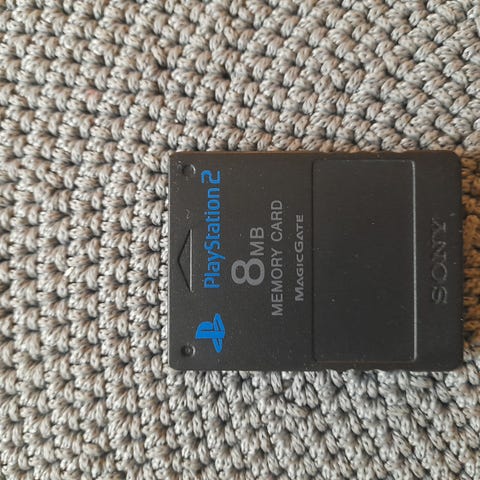 PlayStation 2
8MB
MEMORY CARD
MAGICGATE
SONY